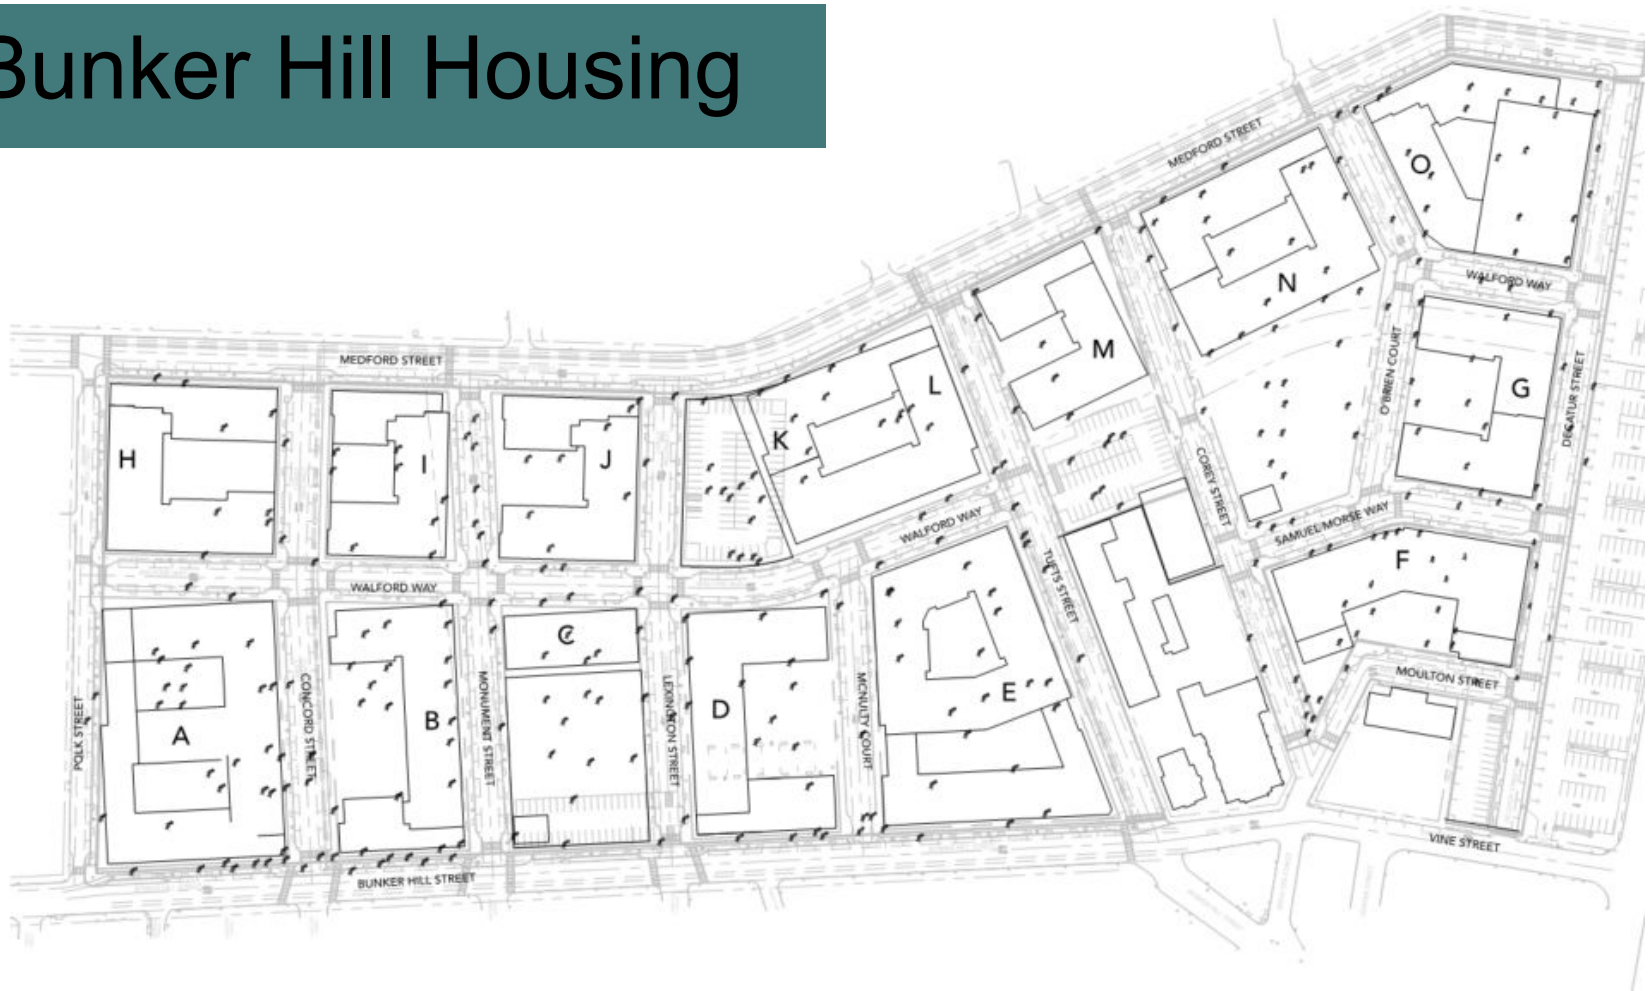 Bunker Hill Housing
MEDFORD STREET
O
WALFORD WAY
N
M
O'BRIEN COURT
G
DECATUR STREET
MEDFORD STREET
L
K
H
I
J
COREY STREET
SAMUEL MORSE WAY
WALFORD WAY
F
TUFTS STREET
WALFORD WAY
C
MOULTON STREET
E
D
B
A
POLK STREET
CONCORD STREET
MONUMENT STREET
LEXINGTON STREET
MCNULTY COURT
VINE STREET
BUNKER HILL STREET